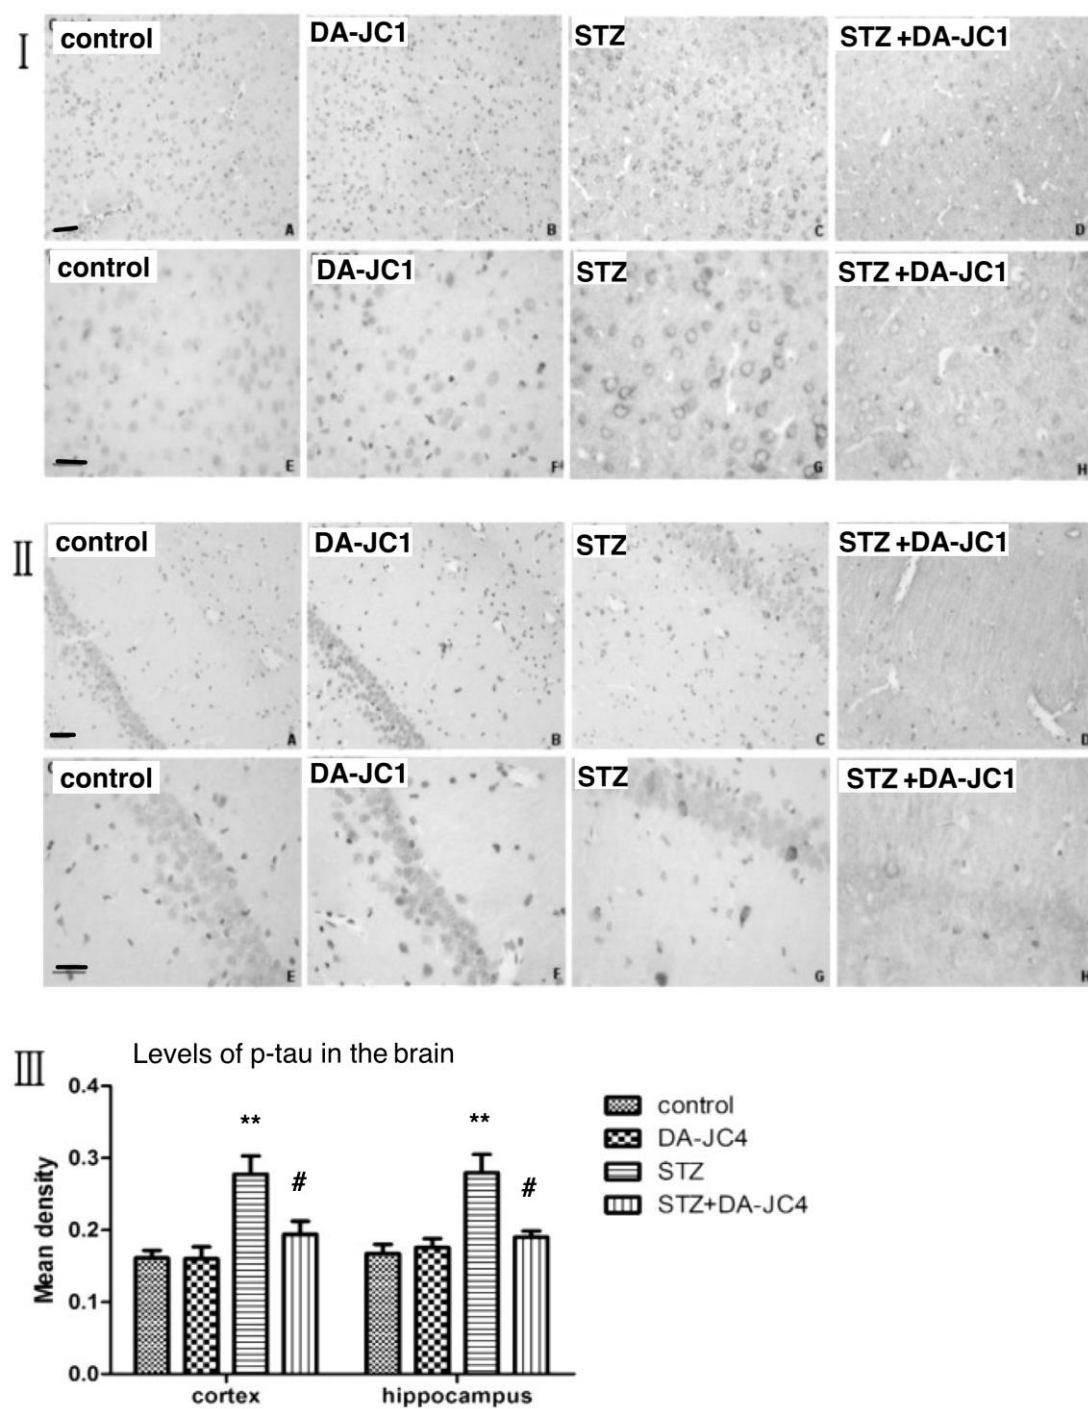 I
control
DA-JC1
STZ
STZ +DA-JC1
A
B
C
D
control
DA-JC1
STZ
STZ +DA-JC1
E
F
G
H
II
control
DA-JC1
STZ
STZ +DA-JC1
A
B
C
D
control
DA-JC1
STZ
STZ +DA-JC1
E
F
G
H
III
Levels of p-tau in the brain
0.4
0.3
0.2
0.1
0.0
Mean density
**
#
**
#
cortex
hippocampus
control
DA-JC4
STZ
STZ+DA-JC4